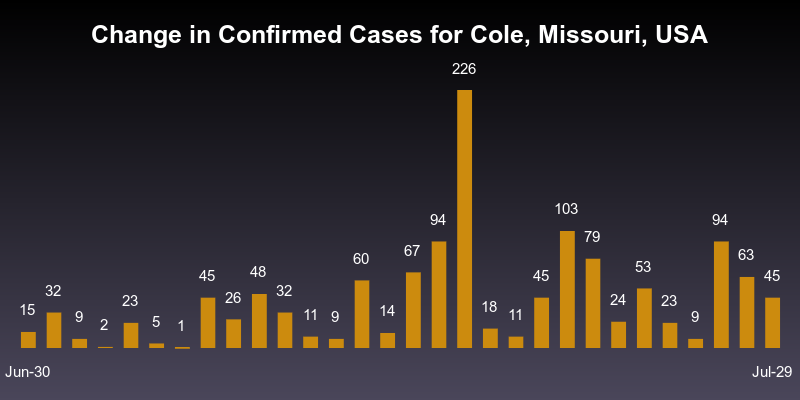 Change in Confirmed Cases for Cole, Missouri, USA
15 32 9 2 23 5 1 45 26 48 32 11 9 60 14 67 94 226 18 11 45 103 79 24 53 23 9 94 63 45
Jun-30 Jul-29